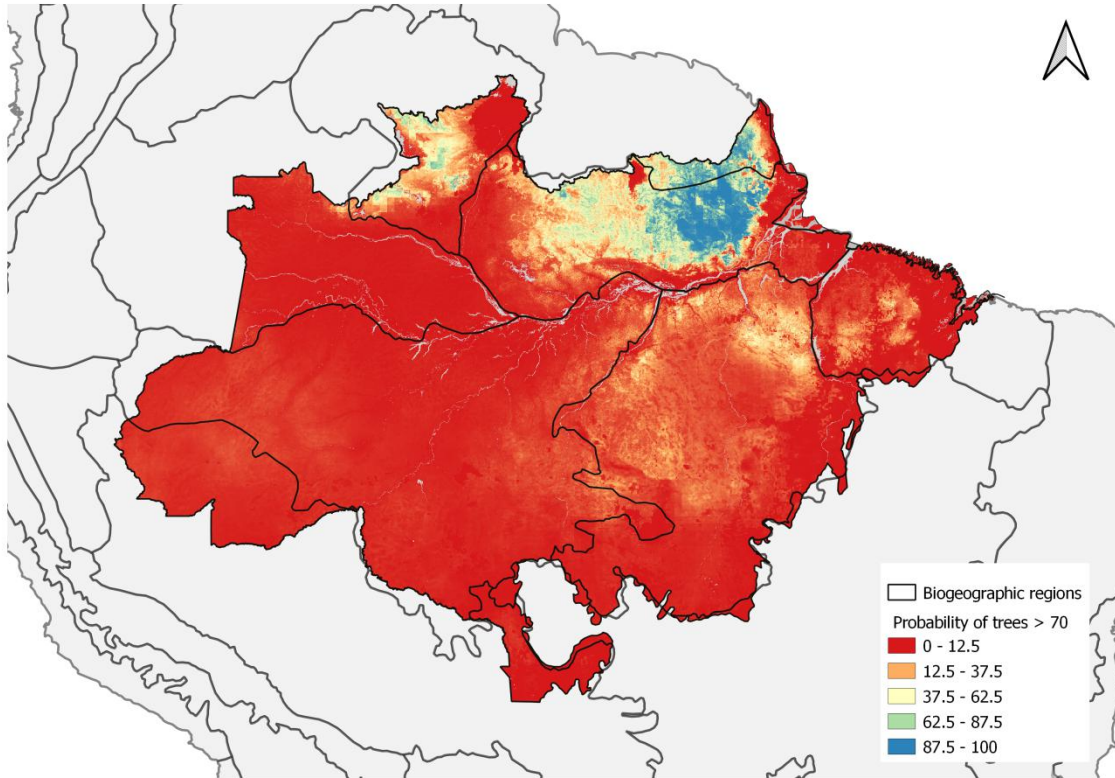 Biogeographic regions
Probability of trees > 70
0 - 12.5
12.5 - 37.5
37.5 - 62.5
62.5 - 87.5
87.5 - 100